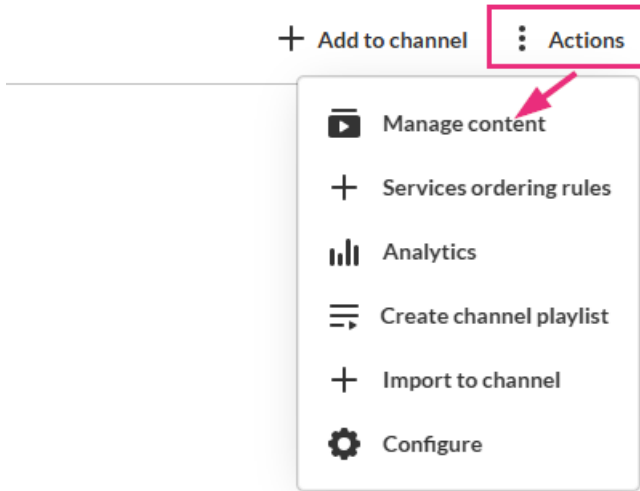 Add to channel
Actions
Manage content
Services ordering rules
Analytics
Create channel playlist
Import to channel
Configure